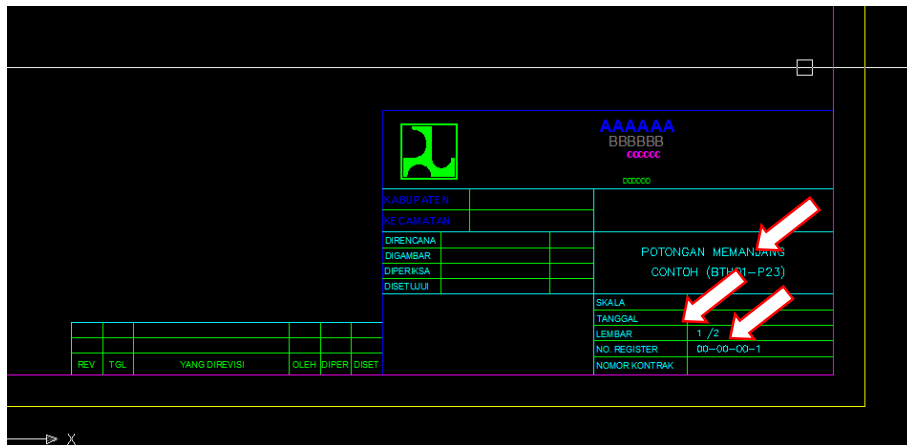 AAAAAA
BBBBBB
CCCCCC
DDDDDD
KABUPATEN
KECAMATAN
DIRENCANA
DIGAMBAR
DIPERIKSA
DISETUJUI
POTONGAN MEMANJANG
CONTOH (BTH01-P23)
SKALA
TANGGAL
LEMBAR 1 /2
NO. REGISTER 00-00-00-1
NOMOR KONTRAK
REV TGL YANG DIREVISI OLEH DIPER DISET
X